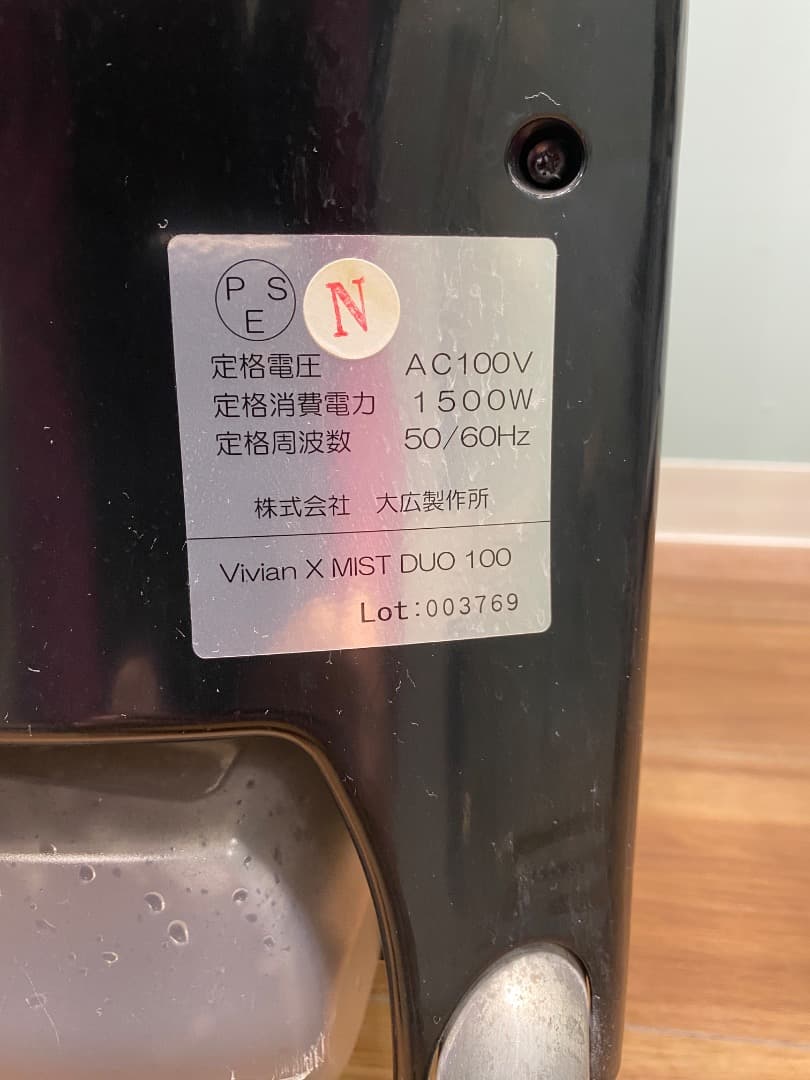 P S E
N
定格電圧 AC100V
定格消費電力 1500W
定格周波数 50/60Hz
株式会社 大広製作所
Vivian X MIST DUO 100
Lot:003769